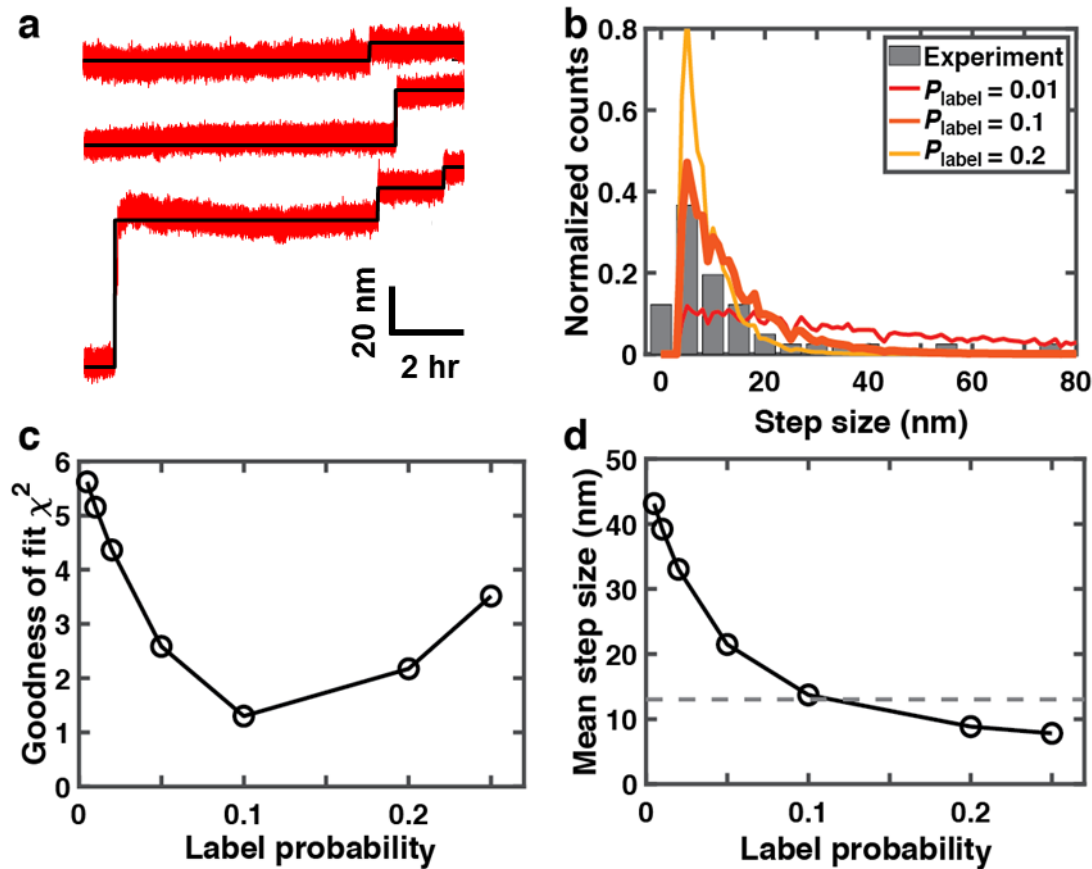 a
20 nm
2 hr
b
0.8
0.6
0.4
0.2
0
Normalized counts
Experiment
Plabel = 0.01
Plabel = 0.1
Plabel = 0.2
0 20 40 60 80
Step size (nm)
c
6
5
4
3
2
1
0
Goodness of fit χ²
0 0.1 0.2
Label probability
d
50
40
30
20
10
0
Mean step size (nm)
0 0.1 0.2
Label probability